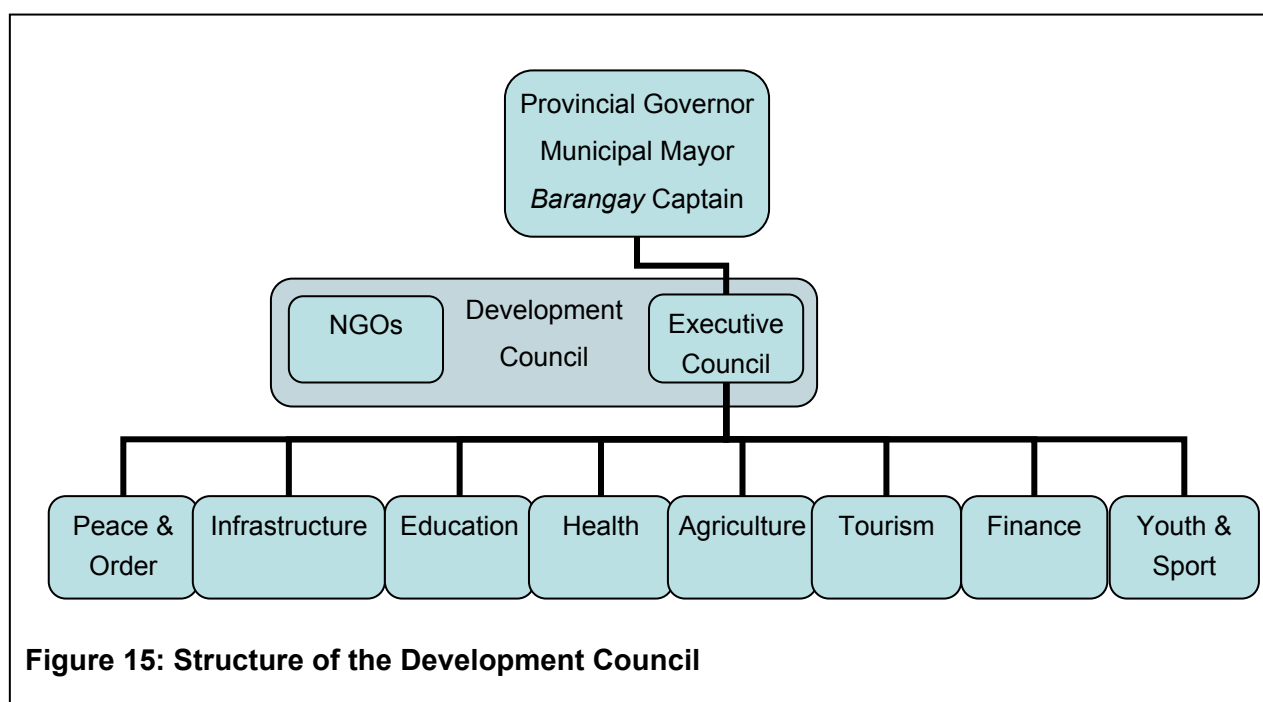 Provincial Governor
Municipal Mayor
Barangay Captain
NGOs
Development
Council
Executive
Council
Peace &
Order
Infrastructure
Education
Health
Agriculture
Tourism
Finance
Youth &
Sport
Figure 15: Structure of the Development Council